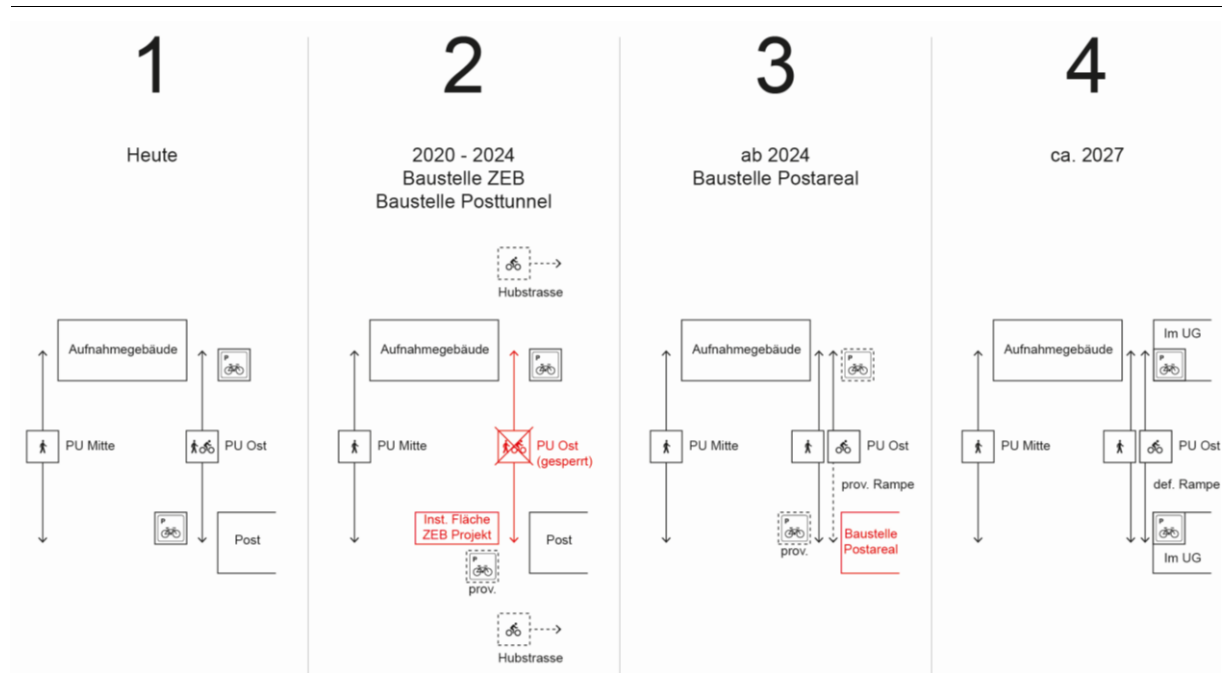 1
Heute
Aufnahmegebäude
P
PU Mitte
PU Ost
P
Post
2
2020 - 2024
Baustelle ZEB
Baustelle Posttunnel
Hubstrasse
Aufnahmegebäude
P
PU Mitte
PU Ost
(gesperrt)
Inst. Fläche
ZEB Projekt
Post
P
prov.
Hubstrasse
3
ab 2024
Baustelle Postareal
Aufnahmegebäude
P
PU Mitte
PU Ost
prov. Rampe
P
prov.
Baustelle
Postareal
4
ca. 2027
Aufnahmegebäude
Im UG
P
PU Mitte
PU Ost
def. Rampe
P
Im UG